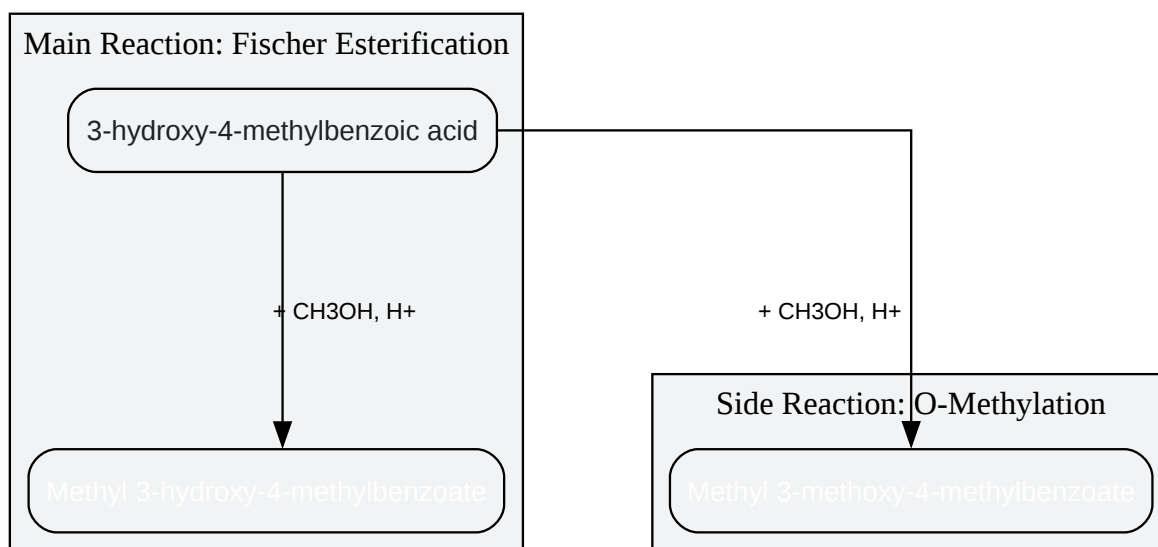 Main Reaction: Fischer Esterification
3-hydroxy-4-methylbenzoic acid
+ CH3OH, H+
+ CH3OH, H+
Side Reaction: O-Methylation
Methyl 3-hydroxy-4-methylbenzoate
Methyl 3-methoxy-4-methylbenzoate